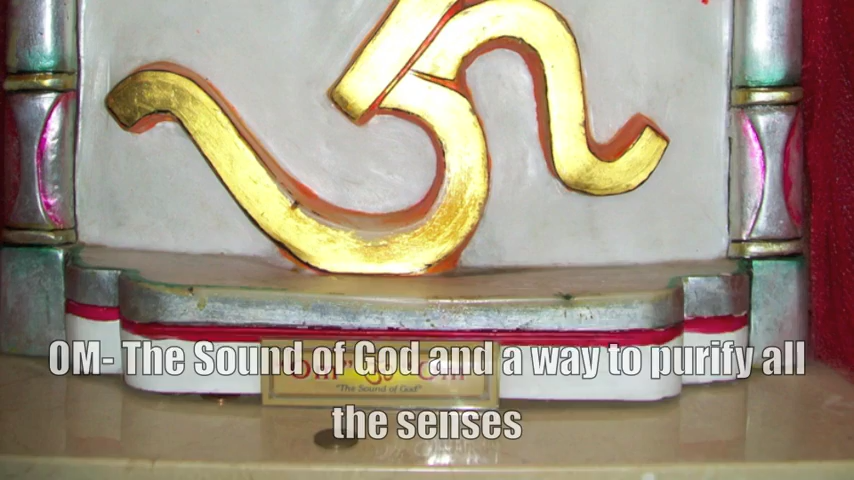 OM- The Sound of God and a way to purify all
the senses
"The Sound of God"